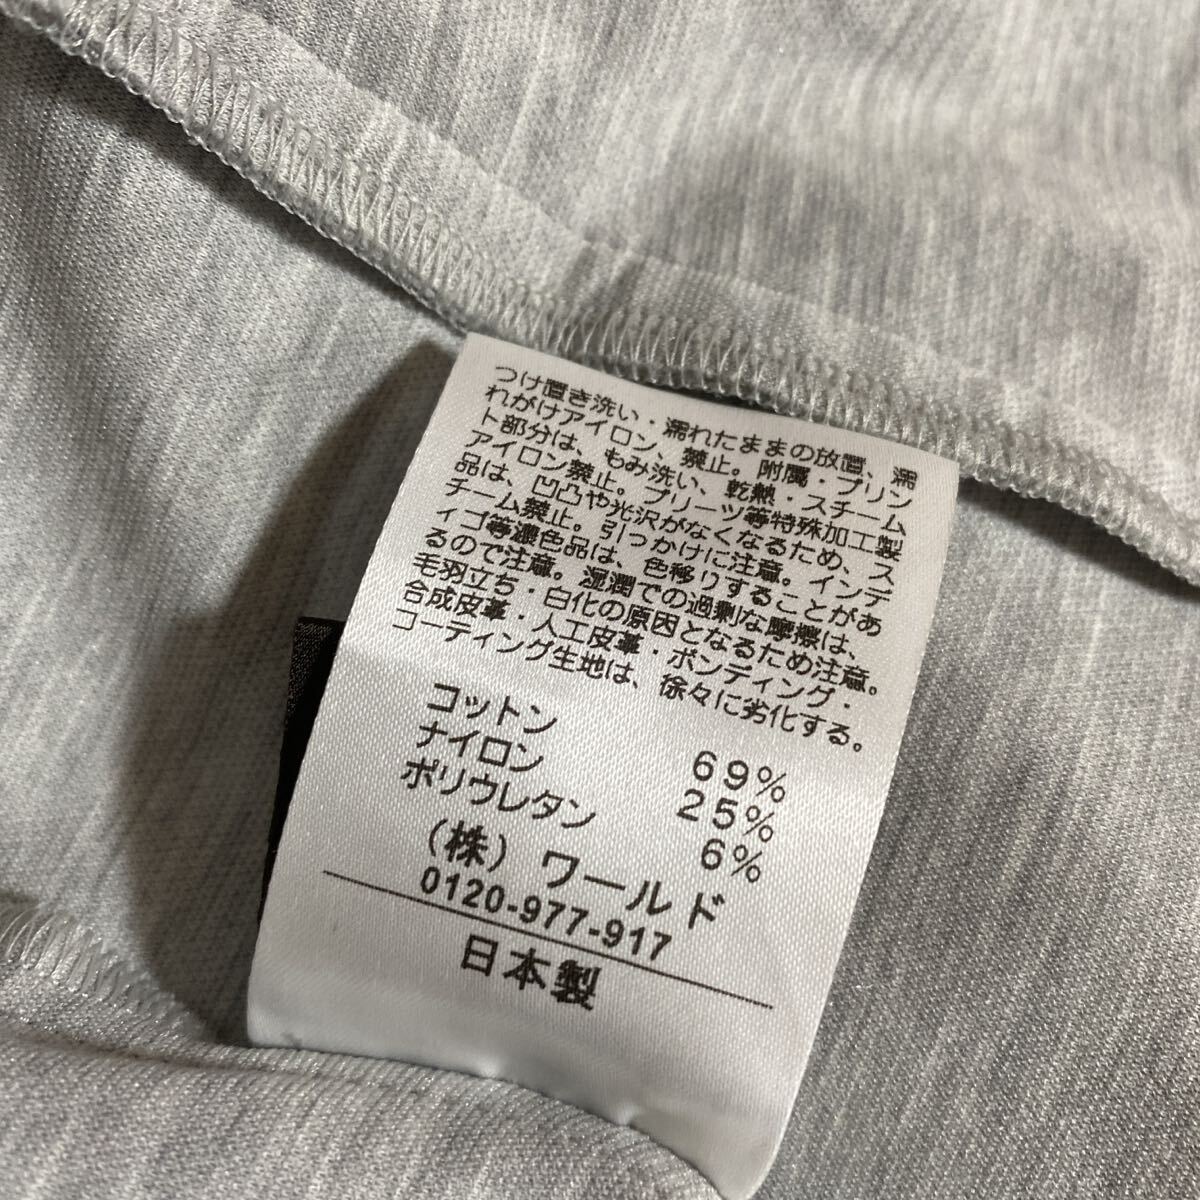 つけ置き洗い・濡れたままの放置、濡
れがけアイロン、禁止。附属・プリン
ト部分は、もみ洗い、乾熱・スチーム
アイロン禁止。プリーツ等特殊加工製
品は、凹凸や光沢がなくなるため、ス
チーム禁止。引っかけに注意。インデ
ィゴ等濃色品は、色移りすることがあ
るので注意。湿潤での過剰な摩擦は、
毛羽立ち・白化の原因となるため注意。
合成皮革・人工皮革・ボンディング・
コーティング生地は、徐々に劣化する。
コットン 69%
ナイロン 25%
ポリウレタン 6%
(株) ワールド
0120-977-917
日本製